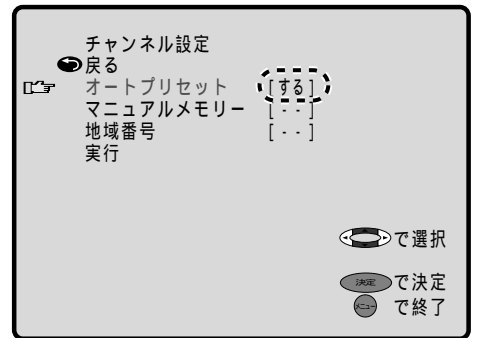 チャンネル設定
戻る
オートプリセット [する]
マニュアルメモリー [--]
地域番号 [--]
実行
で選択
決定 で決定
メニュー で終了